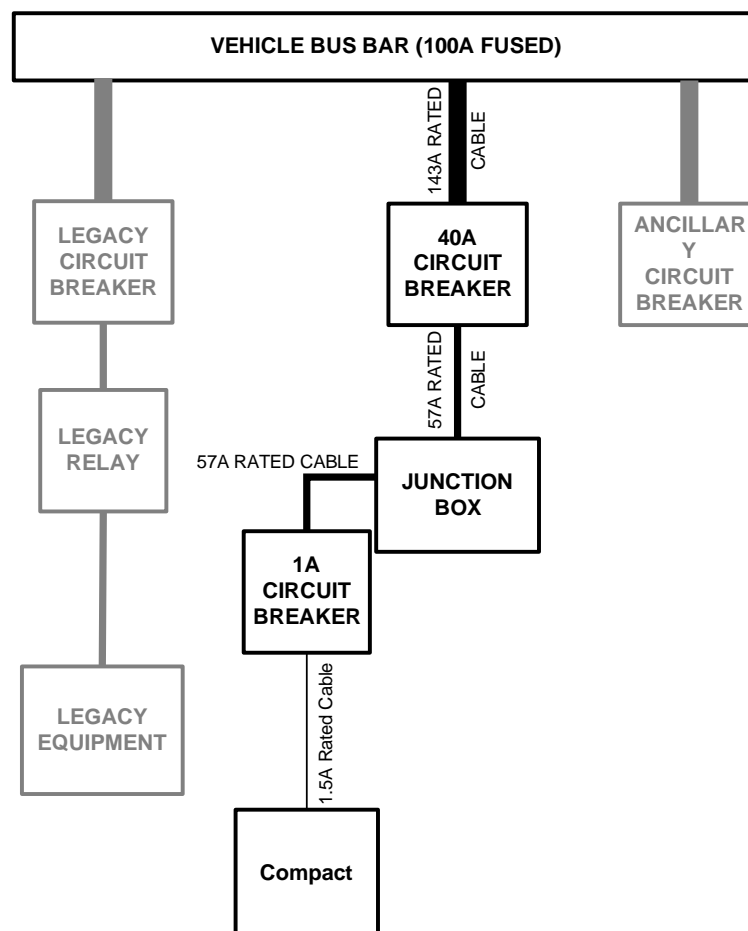 VEHICLE BUS BAR (100A FUSED)
143A RATED
CABLE
LEGACY
CIRCUIT
BREAKER
40A
CIRCUIT
BREAKER
ANCILLAR
Y
CIRCUIT
BREAKER
57A RATED
CABLE
LEGACY
RELAY
57A RATED CABLE
JUNCTION
BOX
1A
CIRCUIT
BREAKER
LEGACY
EQUIPMENT
1.5A Rated Cable
Compact